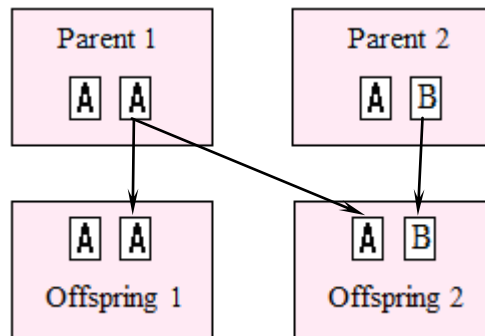 Parent 1
A A
Parent 2
A B
A A
Offspring 1
A B
Offspring 2